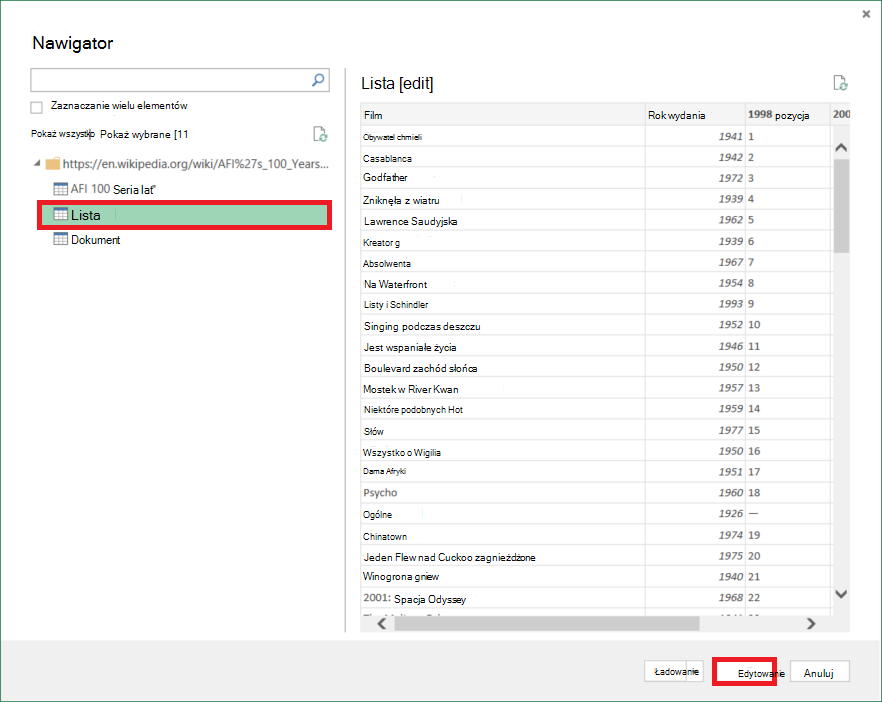 Nawigator
Zaznaczanie wielu elementów
Pokaż wszystko Pokaż wybrane [11
https://en.wikipedia.org/wiki/AFI%27s_100_Years...
AFI 100 Seria lat"
Lista
Dokument
Lista [edit]
Film Rok wydania 1998 pozycja 200
Obywatel chmieli 1941 1
Casablanca 1942 2
Godfather 1972 3
Zniknęła z wiatru 1939 4
Lawrence Saudyjska 1962 5
Kreator g 1939 6
Absolwenta 1967 7
Na Waterfront 1954 8
Listy i Schindler 1993 9
Singing podczas deszczu 1952 10
Jest wspaniałe życia 1946 11
Boulevard zachód słońca 1950 12
Mostek w River Kwan 1957 13
Niektóre podobnych Hot 1959 14
Słów 1977 15
Wszystko o Wigilia 1950 16
Dama Afryki 1951 17
Psycho 1960 18
Ogólne 1926 —
Chinatown 1974 19
Jeden Flew nad Cuckoo zagnieżdżone 1975 20
Winogrona gniew 1940 21
2001: Spacja Odyssey 1968 22
Ładowanie Edytowanie Anuluj